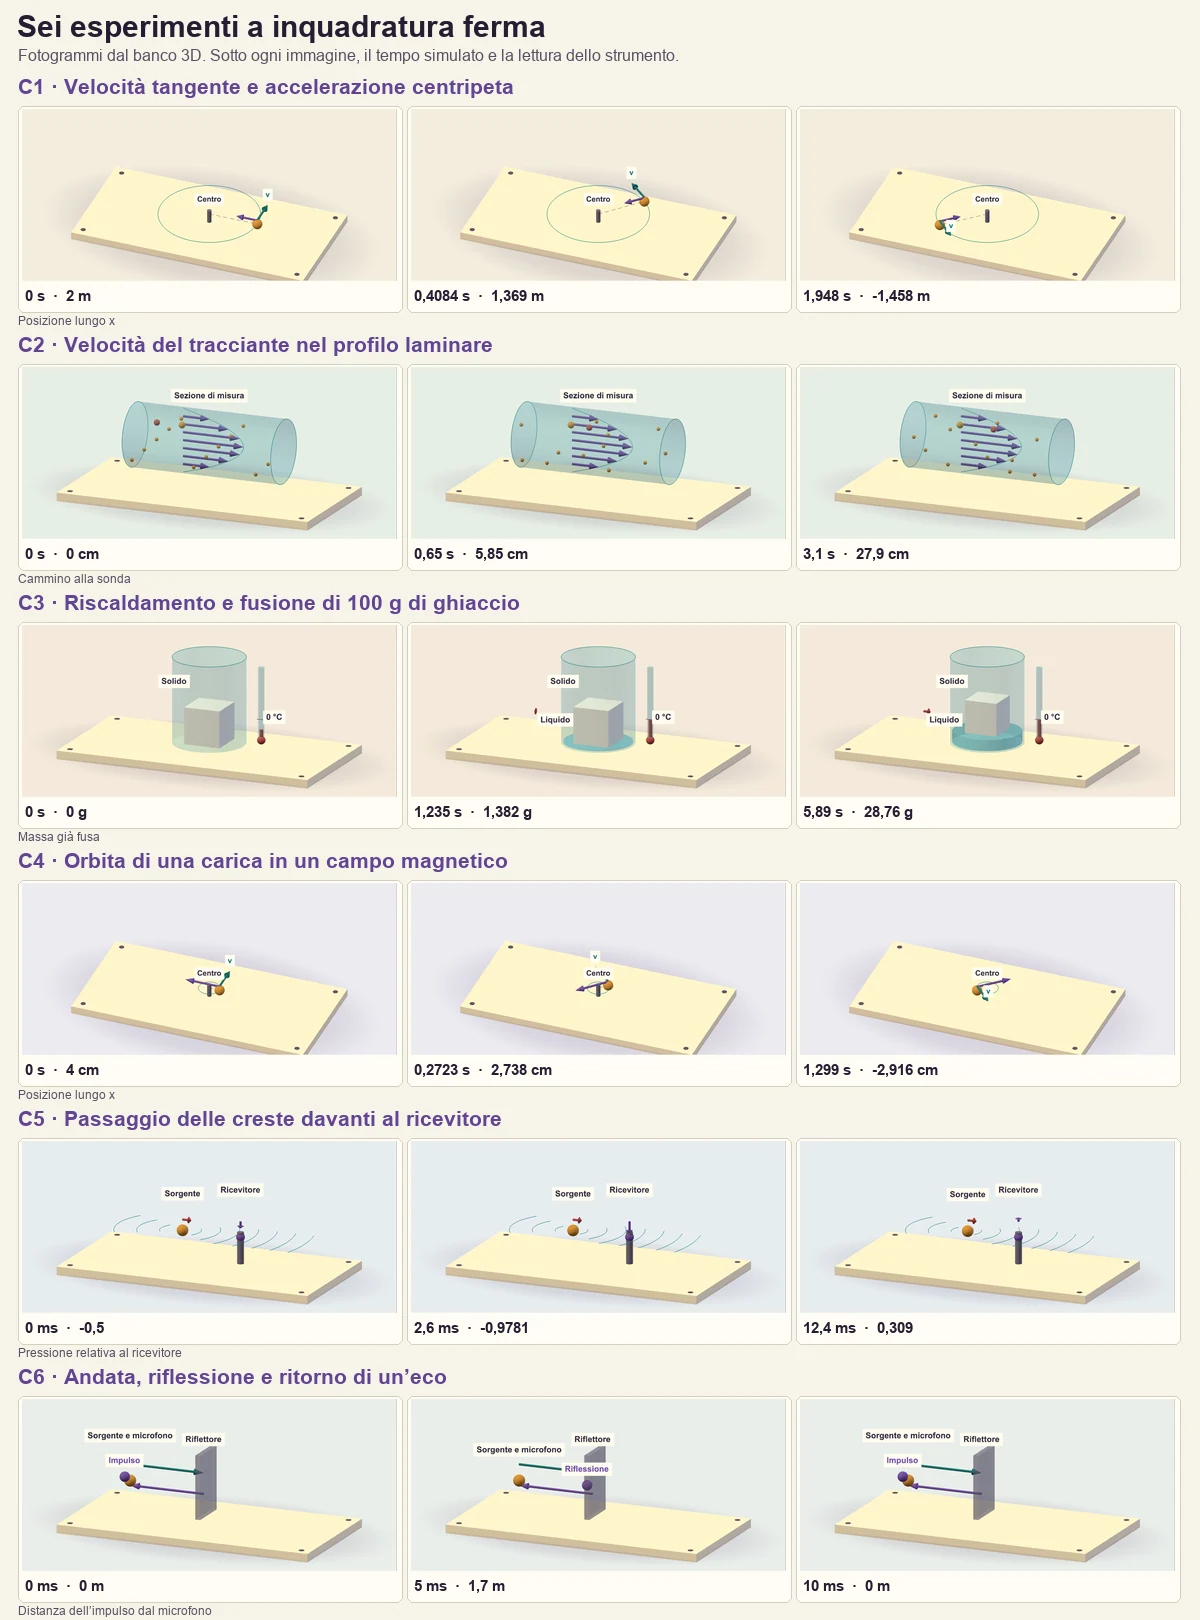 Sei esperimenti a inquadratura ferma
Fotogrammi dal banco 3D. Sotto ogni immagine, il tempo simulato e la lettura dello strumento.
C1 · Velocità tangente e accelerazione centripeta
Centro
v
Centro
v
Centro
v
0 s · 2 m
0,4084 s · 1,369 m
1,948 s · -1,458 m
Posizione lungo x
C2 · Velocità del tracciante nel profilo laminare
Sezione di misura
Sezione di misura
Sezione di misura
0 s · 0 cm
0,65 s · 5,85 cm
3,1 s · 27,9 cm
Cammino alla sonda
C3 · Riscaldamento e fusione di 100 g di ghiaccio
Solido
0 °C
Solido
Liquido
0 °C
Solido
Liquido
0 °C
0 s · 0 g
1,235 s · 1,382 g
5,89 s · 28,76 g
Massa già fusa
C4 · Orbita di una carica in un campo magnetico
v
Centro
v
Centro
Centro
v
0 s · 4 cm
0,2723 s · 2,738 cm
1,299 s · -2,916 cm
Posizione lungo x
C5 · Passaggio delle creste davanti al ricevitore
Sorgente
Ricevitore
Sorgente
Ricevitore
Sorgente
Ricevitore
0 ms · -0,5
2,6 ms · -0,9781
12,4 ms · 0,309
Pressione relativa al ricevitore
C6 · Andata, riflessione e ritorno di un’eco
Sorgente e microfono
Riflettore
Impulso
Riflettore
Sorgente e microfono
Riflessione
Sorgente e microfono
Riflettore
Impulso
0 ms · 0 m
5 ms · 1,7 m
10 ms · 0 m
Distanza dell’impulso dal microfono